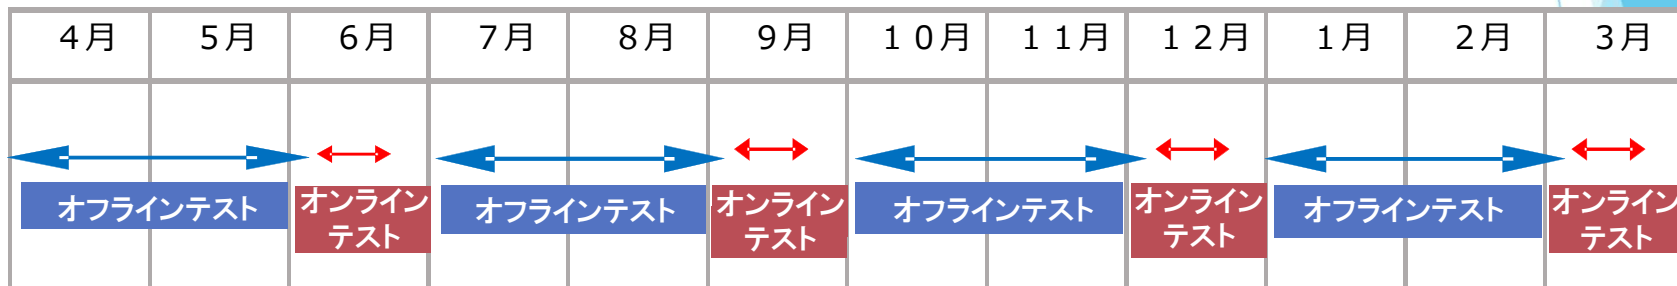 4月 5月 6月 7月 8月 9月 10月 11月 12月 1月 2月 3月
オフラインテスト
オンライン
テスト
オフラインテスト
オンライン
テスト
オフラインテスト
オンライン
テスト
オフラインテスト
オンライン
テスト